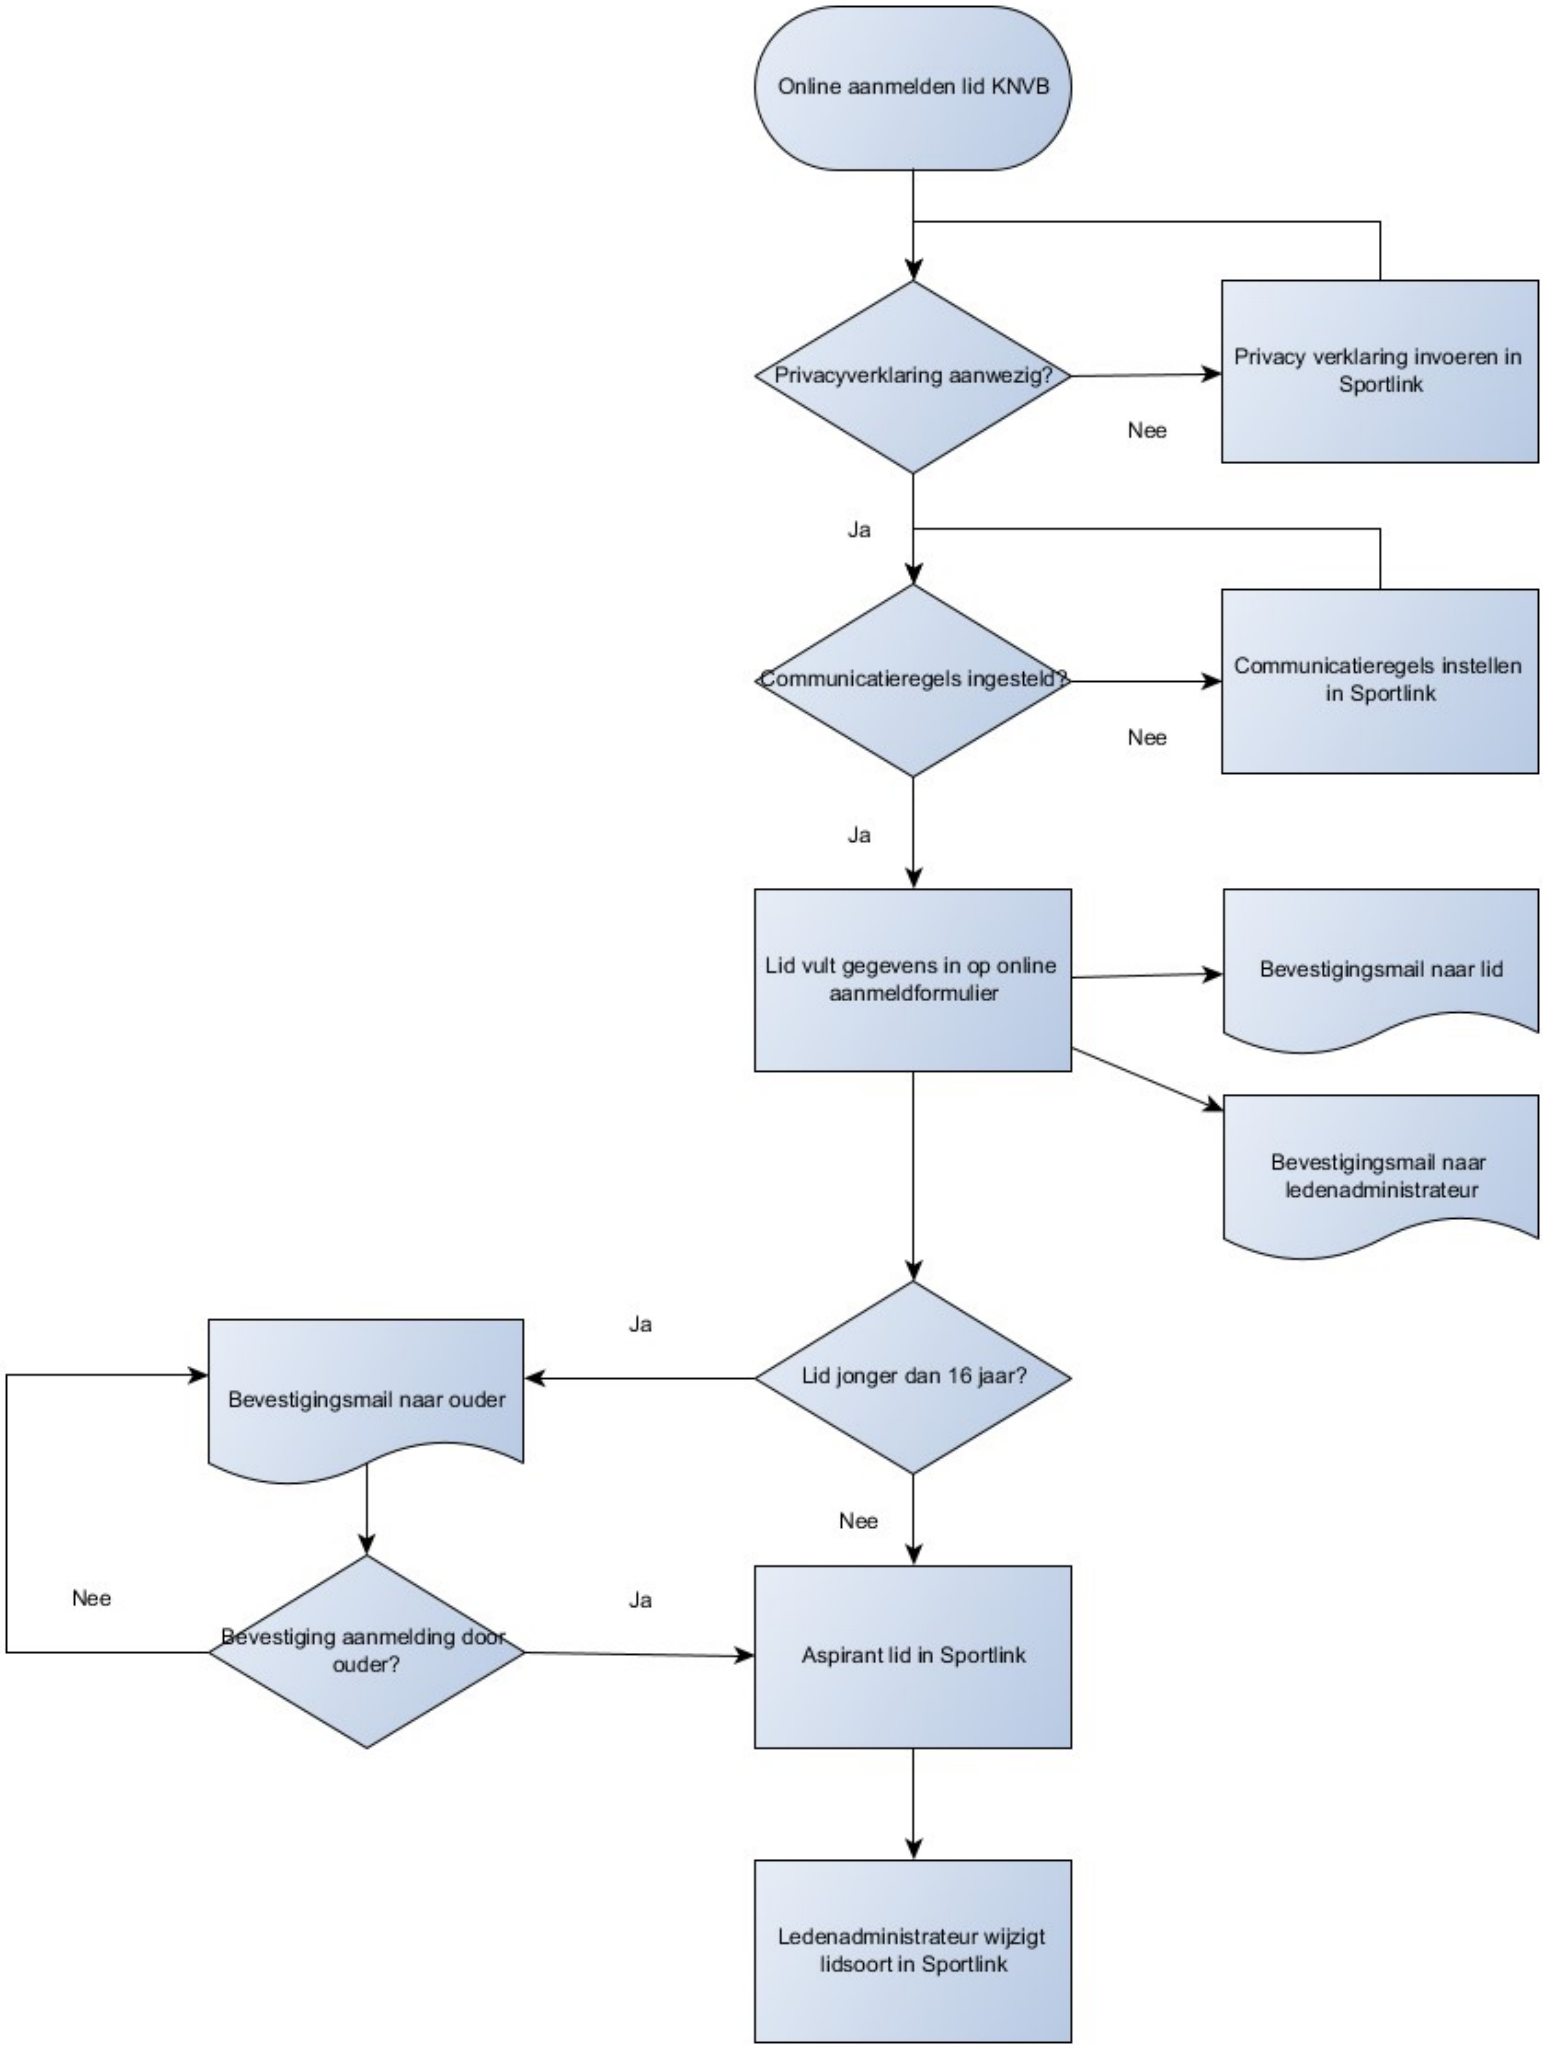 Online aanmelden lid KNVB
Privacyverklaring aanwezig?
Nee
Privacy verklaring invoeren in
Sportlink
Ja
Communicatieregels ingesteld?
Nee
Communicatieregels instellen
in Sportlink
Ja
Lid vult gegevens in op online
aanmeldformulier
Bevestigingsmail naar lid
Bevestigingsmail naar
ledenadministrateur
Lid jonger dan 16 jaar?
Ja
Bevestigingsmail naar ouder
Nee
Bevestiging aanmelding door
ouder?
Nee
Ja
Aspirant lid in Sportlink
Ledenadministrateur wijzigt
lidsoort in Sportlink